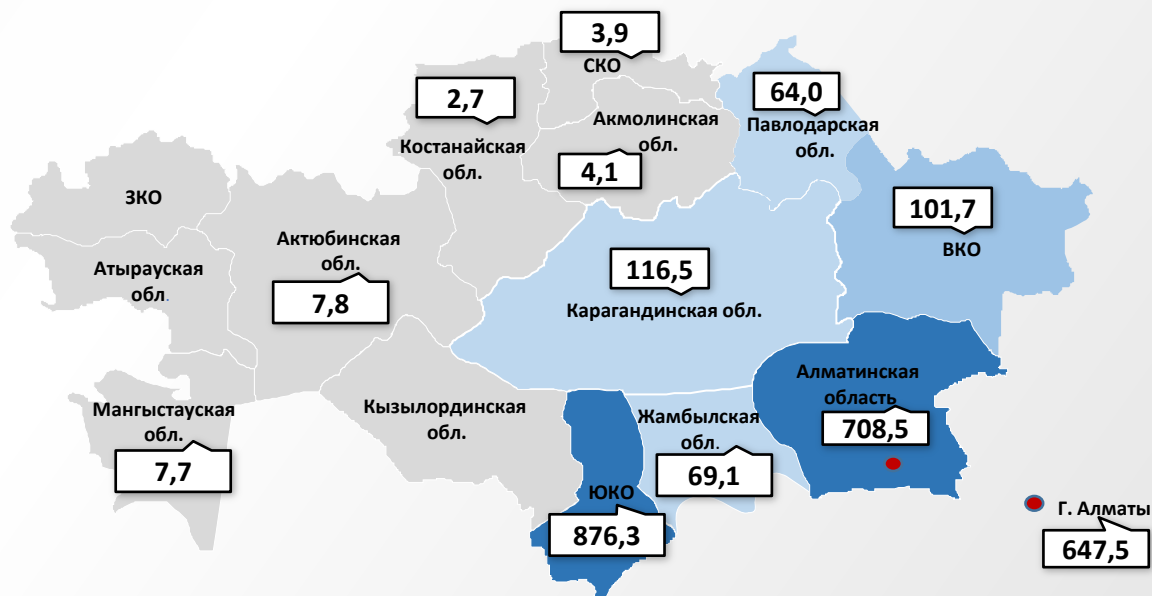 3,9
СКО
2,7
Костанайская
обл.
Акмолинская
обл.
4,1
64,0
Павлодарская
обл.
ЗКО
Актюбинская
обл.
7,8
Атырауская
обл.
101,7
ВКО
116,5
Карагандинская обл.
Мангыстауская
обл.
7,7
Кызылординская
обл.
ЮКО
876,3
Жамбылская
обл.
69,1
Алматинская
область
708,5
Г. Алматы
647,5